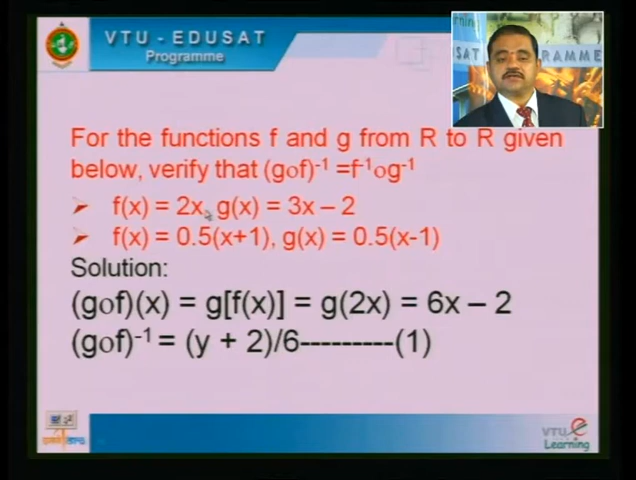 VTU - EDUSAT
Programme
For the functions f and g from R to R given
below, verify that (gof)-1 =f-1og-1
➢ f(x) = 2x, g(x) = 3x – 2
➢ f(x) = 0.5(x+1), g(x) = 0.5(x-1)
Solution:
(gof)(x) = g[f(x)] = g(2x) = 6x – 2
(gof)-1 = (y + 2)/6---------(1)
VTU e
Learning